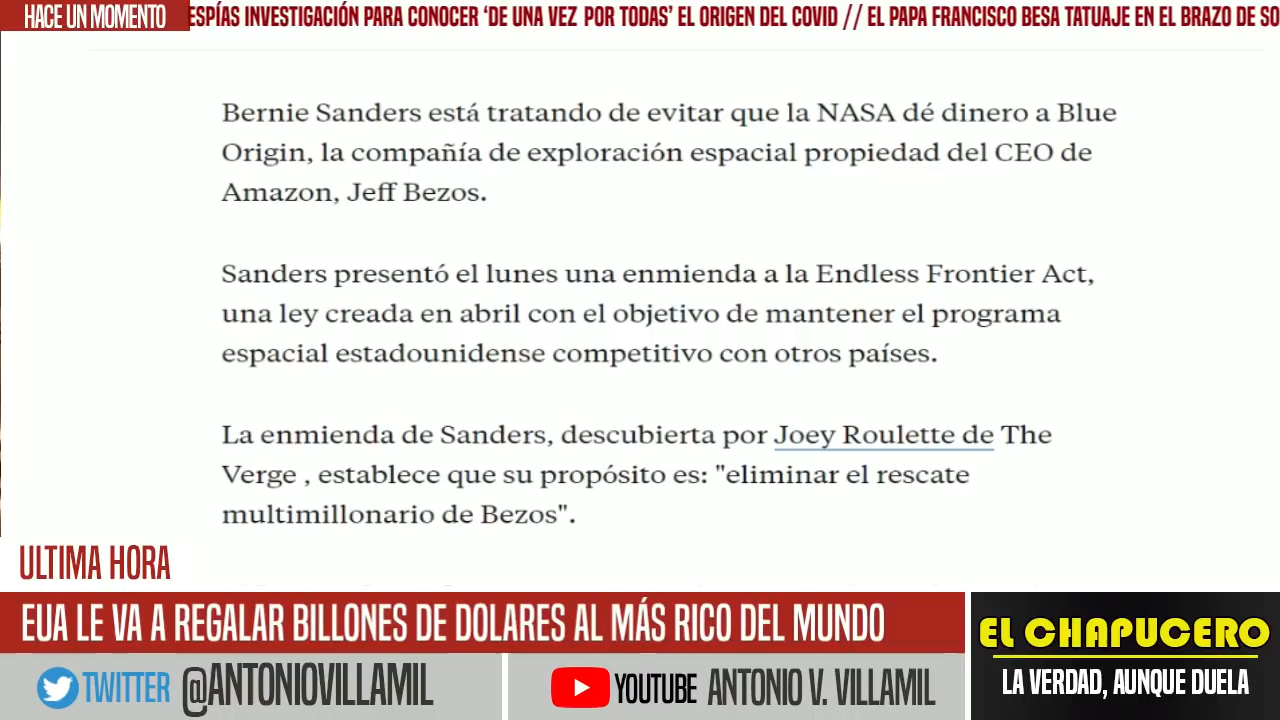 HACE UN MOMENTO
ESPÍAS INVESTIGACIÓN PARA CONOCER ‘DE UNA VEZ POR TODAS’ EL ORIGEN DEL COVID // EL PAPA FRANCISCO BESA TATUAJE EN EL BRAZO DE SO
Bernie Sanders está tratando de evitar que la NASA dé dinero a Blue
Origin, la compañía de exploración espacial propiedad del CEO de
Amazon, Jeff Bezos.
Sanders presentó el lunes una enmienda a la Endless Frontier Act,
una ley creada en abril con el objetivo de mantener el programa
espacial estadounidense competitivo con otros países.
La enmienda de Sanders, descubierta por Joey Roulette de The
Verge , establece que su propósito es: "eliminar el rescate
multimillonario de Bezos".
ULTIMA HORA
EUA LE VA A REGALAR BILLONES DE DOLARES AL MÁS RICO DEL MUNDO
EL CHAPUCERO
LA VERDAD, AUNQUE DUELA
TWITTER @ANTONIOVILLAMIL
YOUTUBE ANTONIO V. VILLAMIL